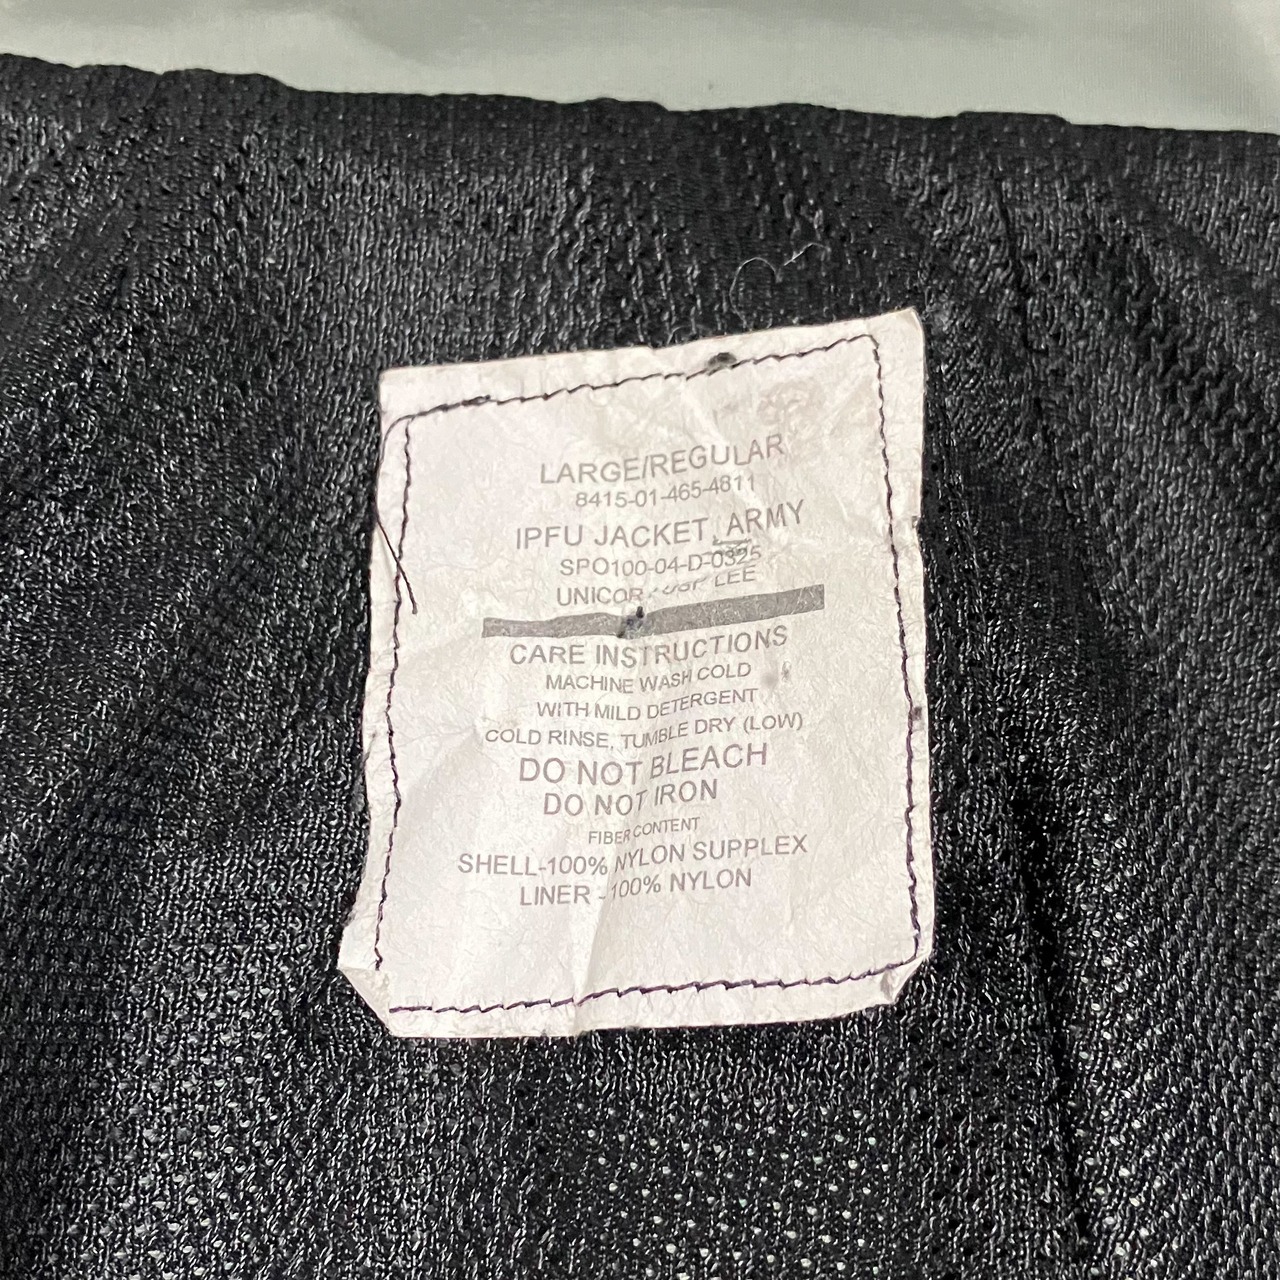 LARGE/REGULAR
8415-01-465-4811
IPFU JACKET, ARMY
SPO100-04-D-0325
UNICOR LEE
CARE INSTRUCTIONS
MACHINE WASH COLD
WITH MILD DETERGENT
COLD RINSE, TUMBLE DRY (LOW)
DO NOT BLEACH
DO NOT IRON
FIBER CONTENT
SHELL-100% NYLON SUPPLEX
LINER - 100% NYLON